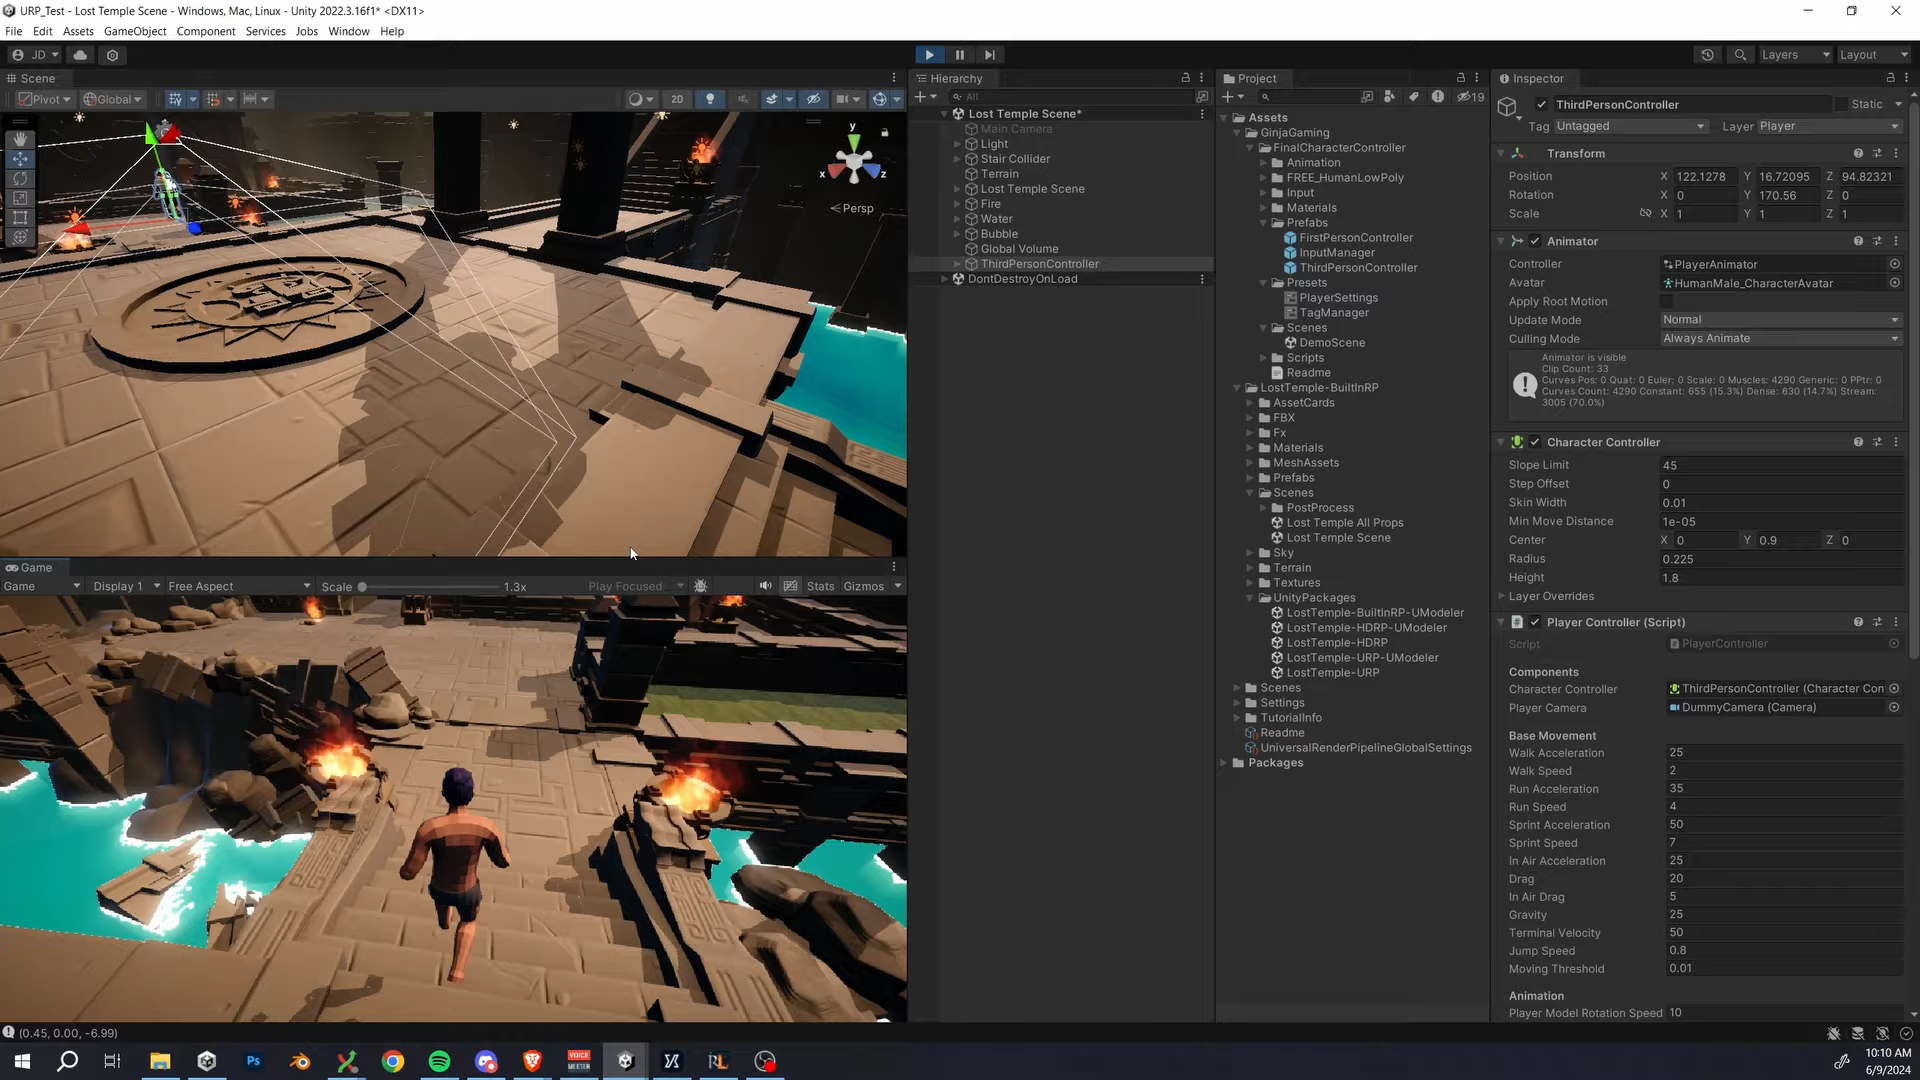 URP_Test - Lost Temple Scene - Windows, Mac, Linux - Unity 2022.3.16f1* <DX11>
File Edit Assets GameObject Component Services Jobs Window Help
JD
Layers
Layout
Scene
Pivot
Global
2D
y
x
z
Persp
Game
Game
Display 1
Free Aspect
Scale
1.3x
Play Focused
Stats
Gizmos
Hierarchy
All
Lost Temple Scene*
Main Camera
Light
Stair Collider
Terrain
Lost Temple Scene
Fire
Water
Bubble
Global Volume
ThirdPersonController
DontDestroyOnLoad
Project
19
Assets
GinjaGaming
FinalCharacterController
Animation
FREE_HumanLowPoly
Input
Materials
Prefabs
FirstPersonController
InputManager
ThirdPersonController
Presets
PlayerSettings
TagManager
Scenes
DemoScene
Scripts
Readme
LostTemple-BuiltInRP
AssetCards
FBX
Fx
Materials
MeshAssets
Prefabs
Scenes
PostProcess
Lost Temple All Props
Lost Temple Scene
Sky
Terrain
Textures
UnityPackages
LostTemple-BuiltInRP-UModeler
LostTemple-HDRP-UModeler
LostTemple-HDRP
LostTemple-URP-UModeler
LostTemple-URP
Scenes
Settings
TutorialInfo
Readme
UniversalRenderPipelineGlobalSettings
Packages
Inspector
ThirdPersonController
Static
Tag Untagged
Layer Player
Transform
Position X 122.1278 Y 16.72095 Z 94.82321
Rotation X 0 Y 170.56 Z 0
Scale X 1 Y 1 Z 1
Animator
Controller PlayerAnimator
Avatar HumanMale_CharacterAvatar
Apply Root Motion
Update Mode Normal
Culling Mode Always Animate
Animator is visible
Clip Count: 33
Curves Pos: 0 Quat: 0 Euler: 0 Scale: 0 Muscles: 4290 Generic: 0 PPtr: 0
Curves Count: 4290 Constant: 655 (15.3%) Dense: 630 (14.7%) Stream:
3005 (70.0%)
Character Controller
Slope Limit 45
Step Offset 0
Skin Width 0.01
Min Move Distance 1e-05
Center X 0 Y 0.9 Z 0
Radius 0.225
Height 1.8
Layer Overrides
Player Controller (Script)
Script PlayerController
Components
Character Controller ThirdPersonController (Character Con
Player Camera DummyCamera (Camera)
Base Movement
Walk Acceleration 25
Walk Speed 2
Run Acceleration 35
Run Speed 4
Sprint Acceleration 50
Sprint Speed 7
In Air Acceleration 25
Drag 20
In Air Drag 5
Gravity 25
Terminal Velocity 50
Jump Speed 0.8
Moving Threshold 0.01
Animation
Player Model Rotation Speed 10
(0.45, 0.00, -6.99)
Ps
VOICE
MEETER
RL
10:10 AM
6/9/2024